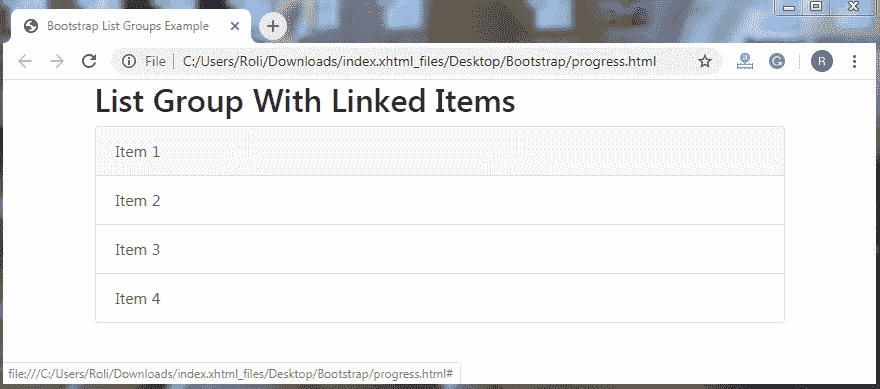 Bootstrap List Groups Example
File C:/Users/Roli/Downloads/index.xhtml_files/Desktop/Bootstrap/progress.html
a
G
R
List Group With Linked Items
Item 1
Item 2
Item 3
Item 4
file:///C:/Users/Roli/Downloads/index.xhtml_files/Desktop/Bootstrap/progress.html#